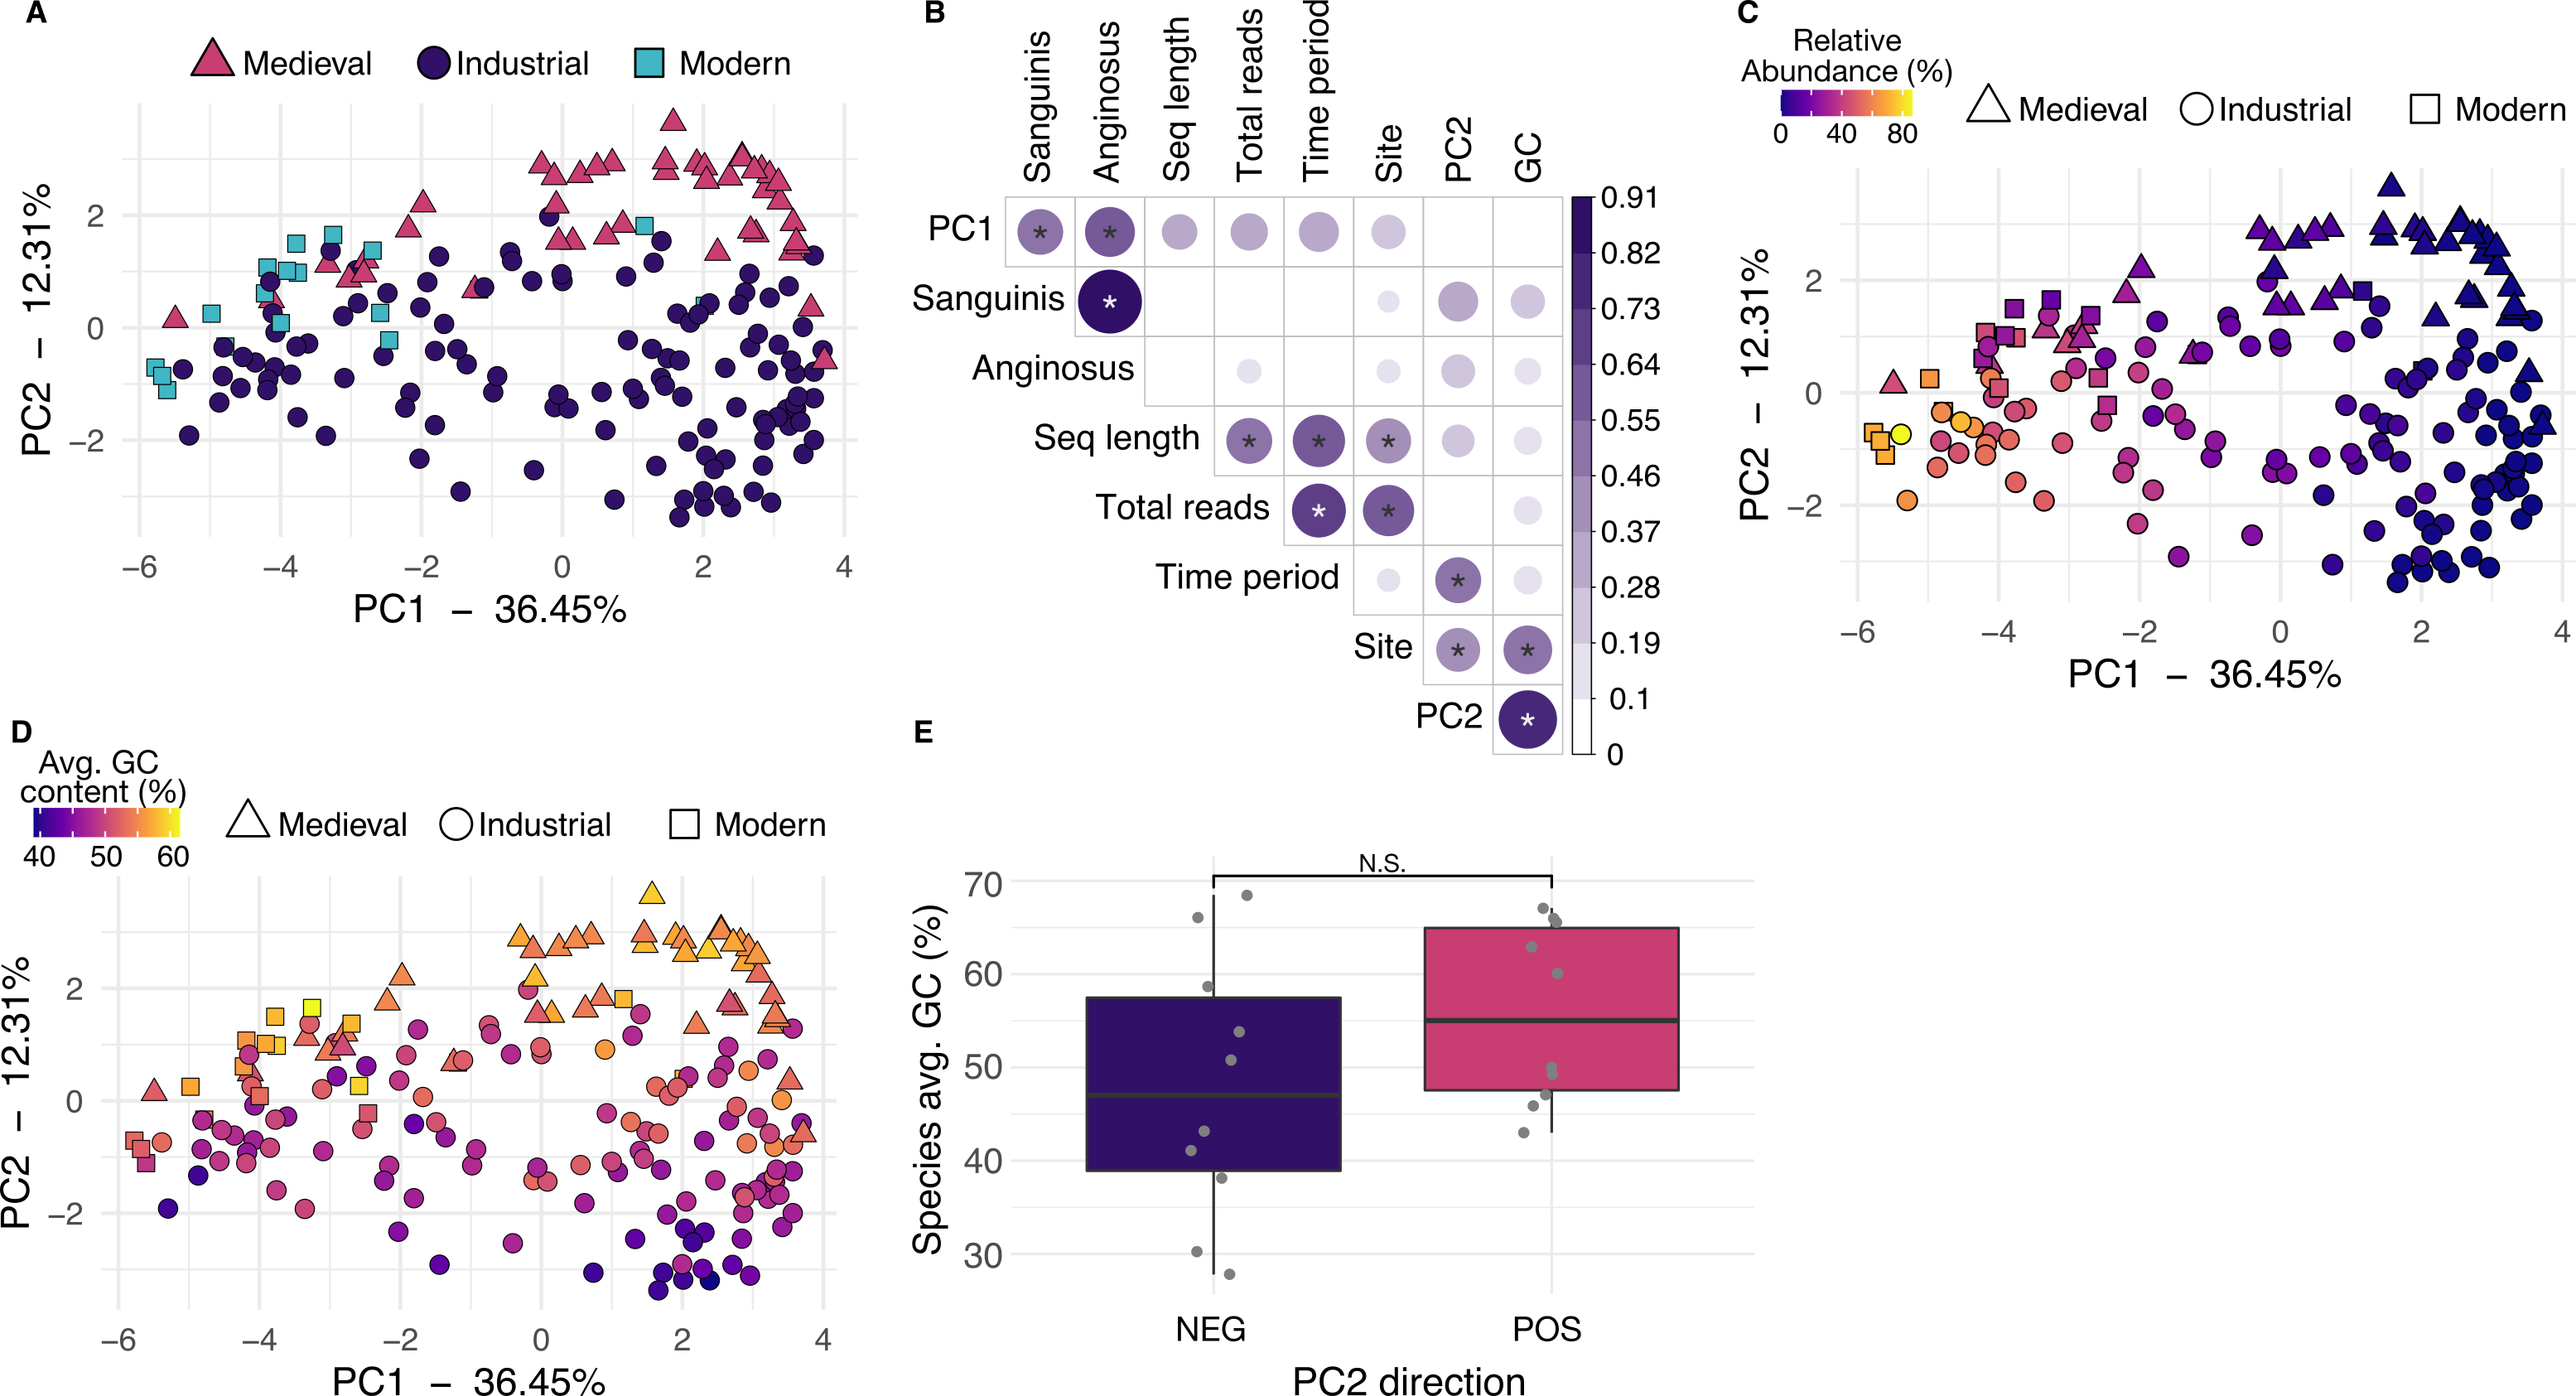 A
Medieval Industrial Modern
2
0
−2
−6 −4 −2 0 2 4
PC1 − 36.45%
PC2 − 12.31%
B
Sanguinis
Anginosus
Seq length
Total reads
Time period
Site
PC2
GC
PC1 * *
Sanguinis *
Anginosus
Seq length * * *
Total reads * *
Time period *
Site * *
PC2 *
0.91
0.82
0.73
0.64
0.55
0.46
0.37
0.28
0.19
0.1
0
C
Relative
Abundance (%)
0 40 80
Medieval Industrial Modern
2
0
−2
−6 −4 −2 0 2 4
PC1 − 36.45%
PC2 − 12.31%
D
Avg. GC
content (%)
40 50 60
Medieval Industrial Modern
2
0
−2
−6 −4 −2 0 2 4
PC1 − 36.45%
PC2 − 12.31%
E
N.S.
70
60
50
40
30
Species avg. GC (%)
NEG POS
PC2 direction